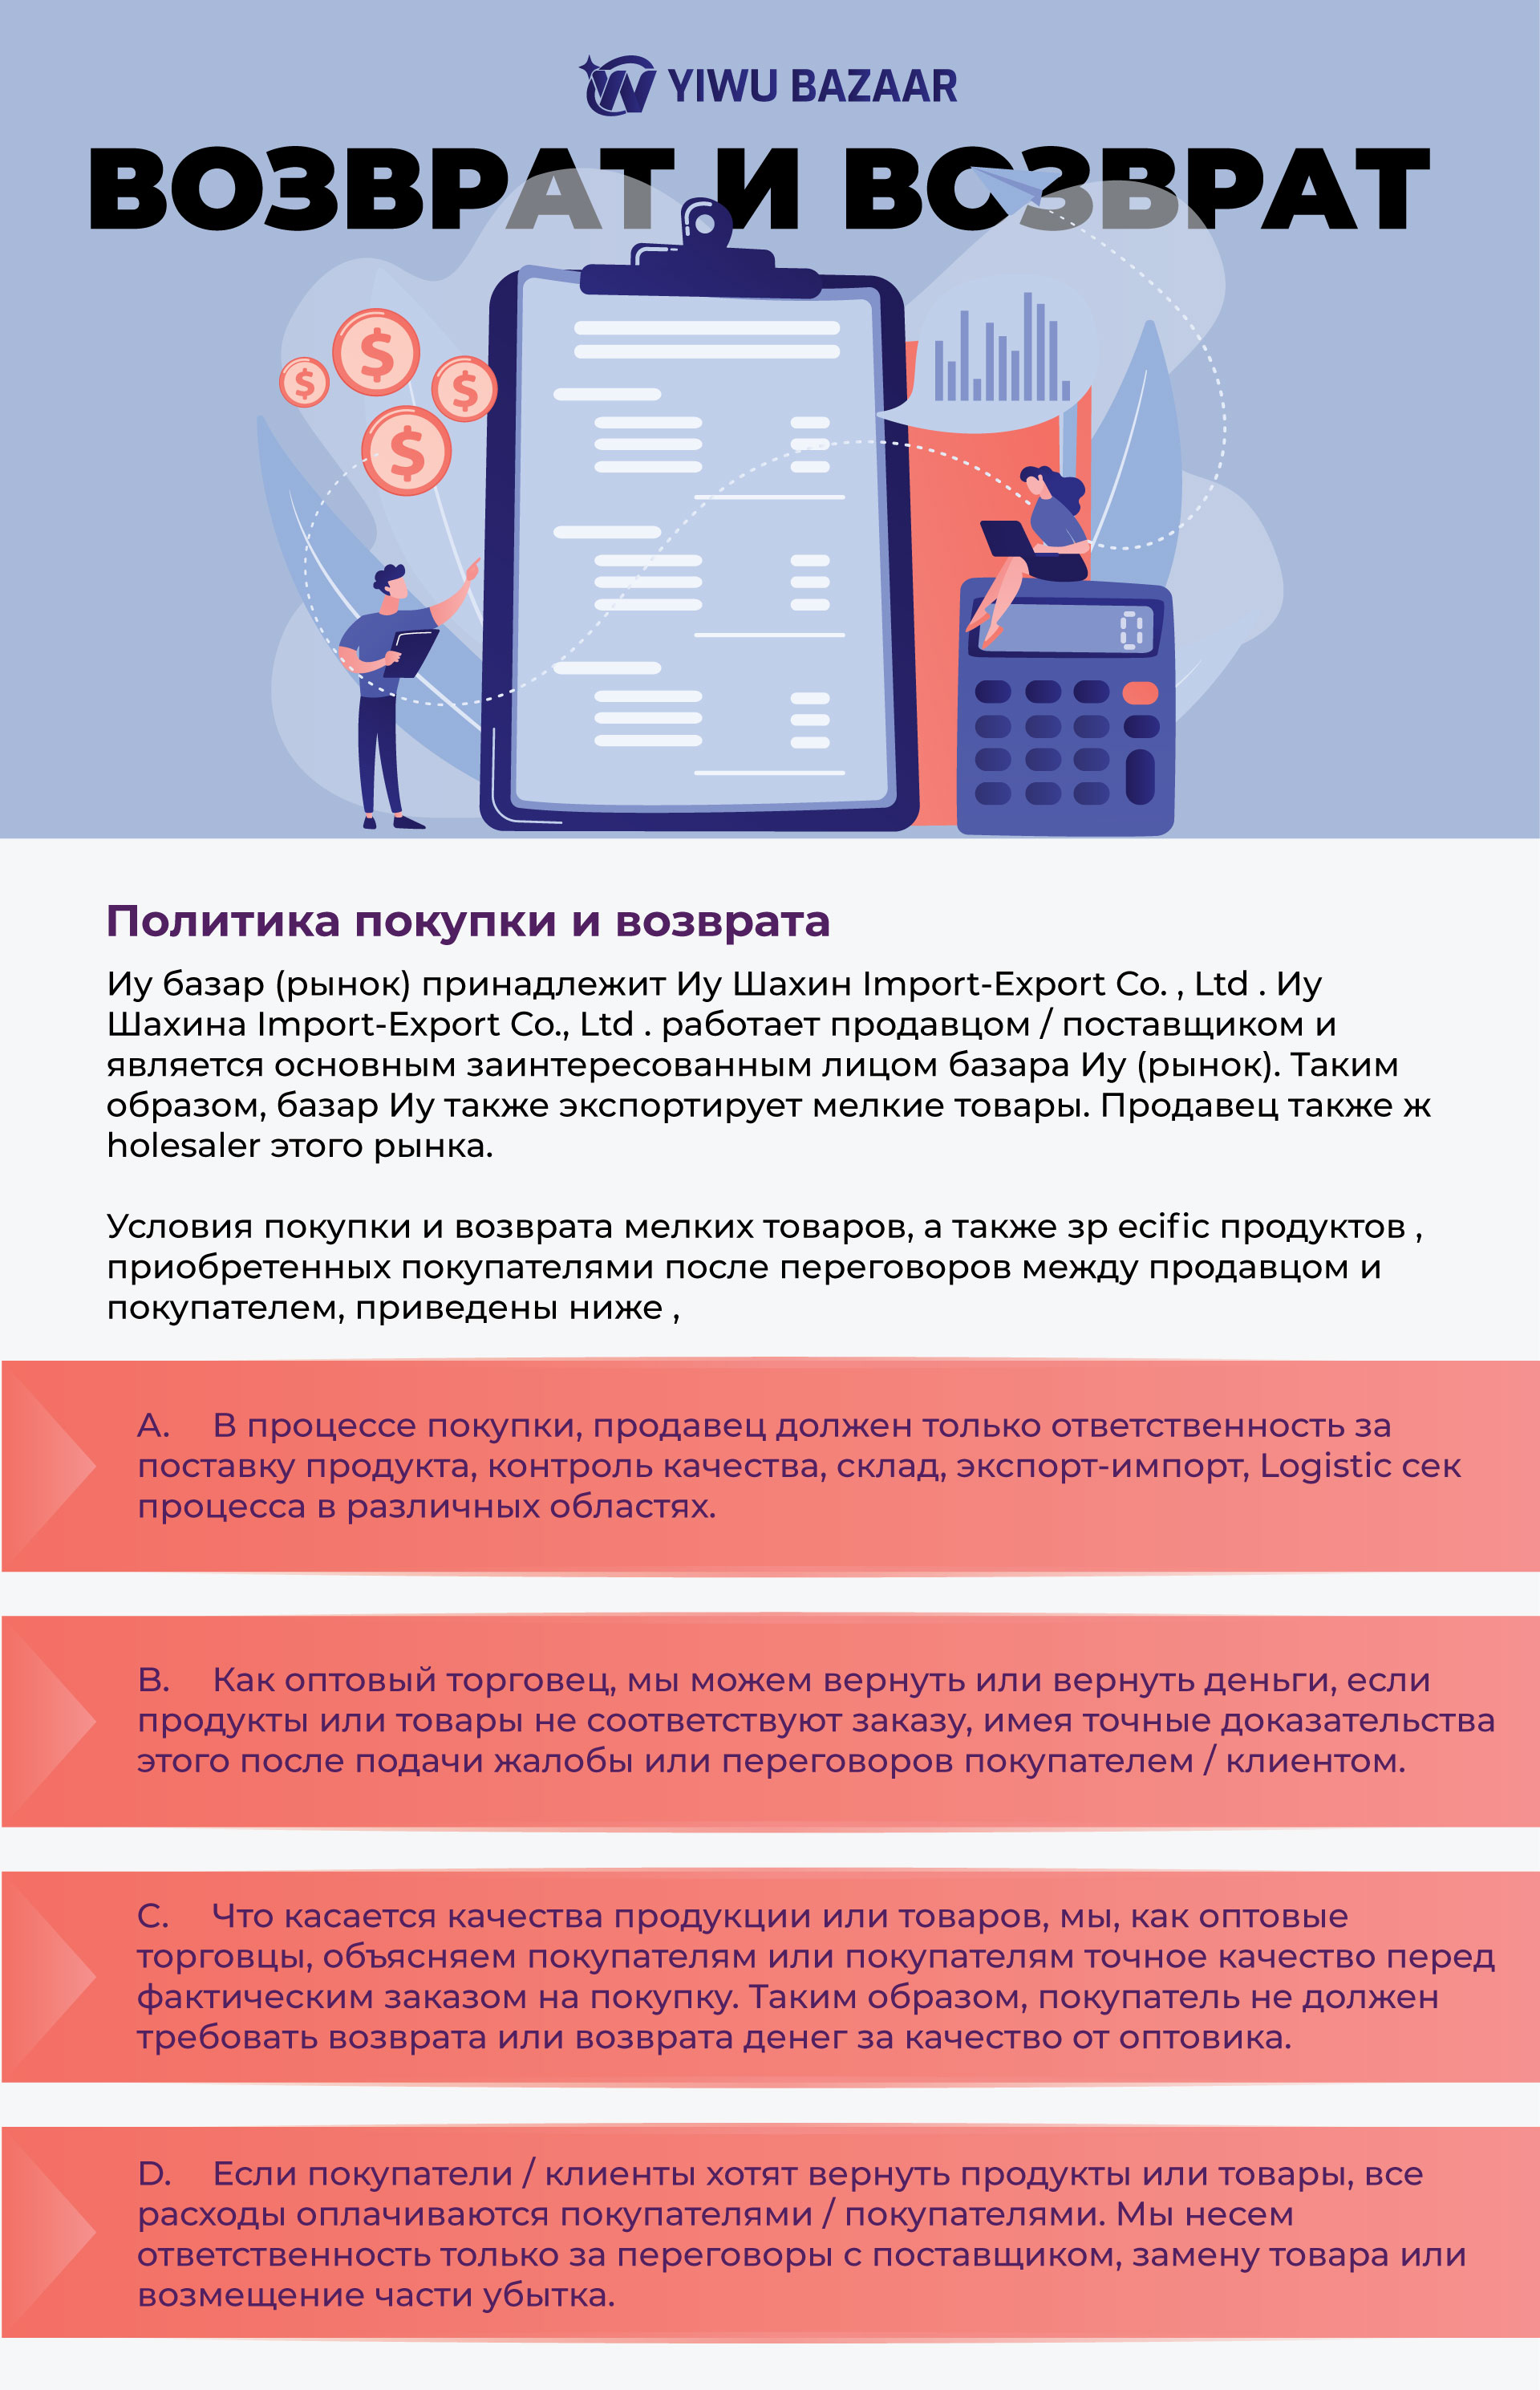 YIWU BAZAAR
ВОЗВРАТ И ВОЗВРАТ
$
$
$
$
0
Политика покупки и возврата
Иу базар (рынок) принадлежит Иу Шахин Import-Export Co. , Ltd . Иу
Шахина Import-Export Co., Ltd . работает продавцом / поставщиком и
является основным заинтересованным лицом базара Иу (рынок). Таким
образом, базар Иу также экспортирует мелкие товары. Продавец также ж
holesaler этого рынка.
Условия покупки и возврата мелких товаров, а также зр ecific продуктов ,
приобретенных покупателями после переговоров между продавцом и
покупателем, приведены ниже ,
A. В процессе покупки, продавец должен только ответственность за
поставку продукта, контроль качества, склад, экспорт-импорт, Logistic сек
процесса в различных областях.
B. Как оптовый торговец, мы можем вернуть или вернуть деньги, если
продукты или товары не соответствуют заказу, имея точные доказательства
этого после подачи жалобы или переговоров покупателем / клиентом.
C. Что касается качества продукции или товаров, мы, как оптовые
торговцы, объясняем покупателям или покупателям точное качество перед
фактическим заказом на покупку. Таким образом, покупатель не должен
требовать возврата или возврата денег за качество от оптовика.
D. Если покупатели / клиенты хотят вернуть продукты или товары, все
расходы оплачиваются покупателями / покупателями. Мы несем
ответственность только за переговоры с поставщиком, замену товара или
возмещение части убытка.